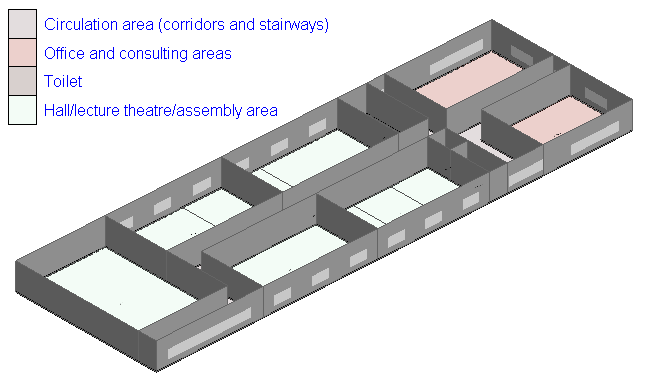 Circulation area (corridors and stairways)
Office and consulting areas
Toilet
Hall/lecture theatre/assembly area